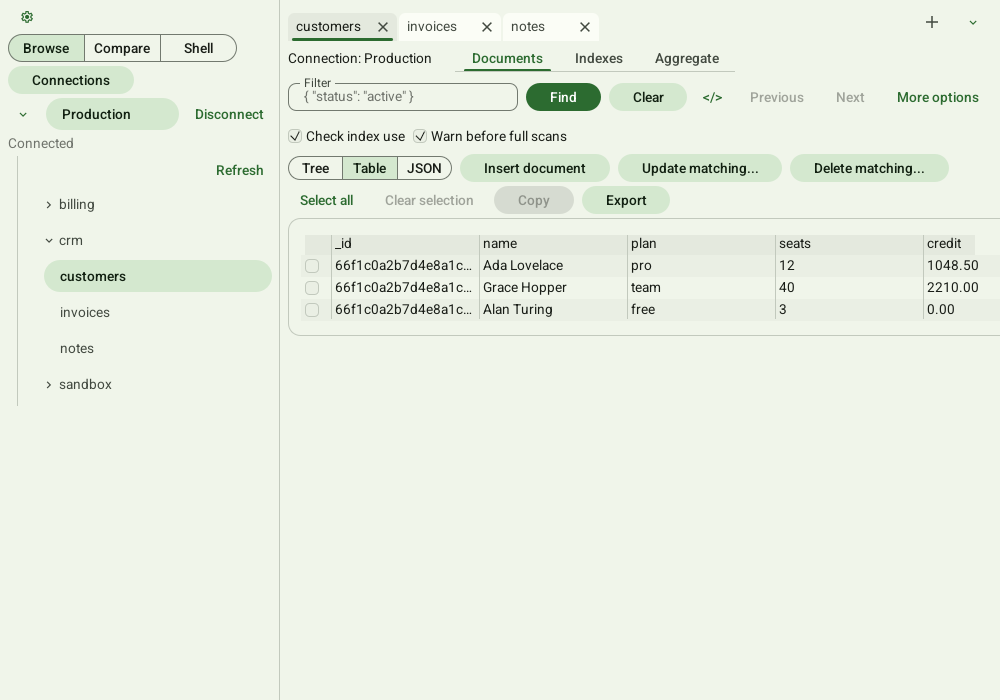 Browse Compare Shell
Connections
Production Disconnect
Connected
Refresh
billing
crm
customers
invoices
notes
sandbox
customers invoices notes
Connection: Production Documents Indexes Aggregate
Filter
{ "status": "active" } Find Clear </> Previous Next More options
Check index use Warn before full scans
Tree Table JSON Insert document Update matching... Delete matching...
Select all Clear selection Copy Export
_id name plan seats credit
66f1c0a2b7d4e8a1c... Ada Lovelace pro 12 1048.50
66f1c0a2b7d4e8a1c... Grace Hopper team 40 2210.00
66f1c0a2b7d4e8a1c... Alan Turing free 3 0.00